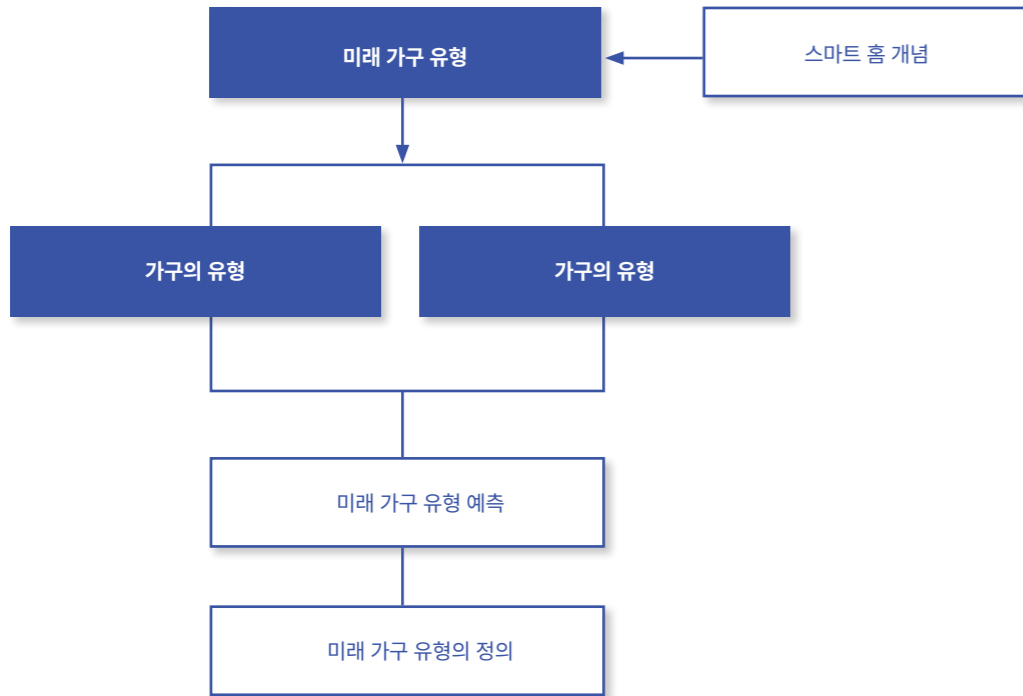 미래 가구 유형
스마트 홈 개념
가구의 유형
가구의 유형
미래 가구 유형 예측
미래 가구 유형의 정의